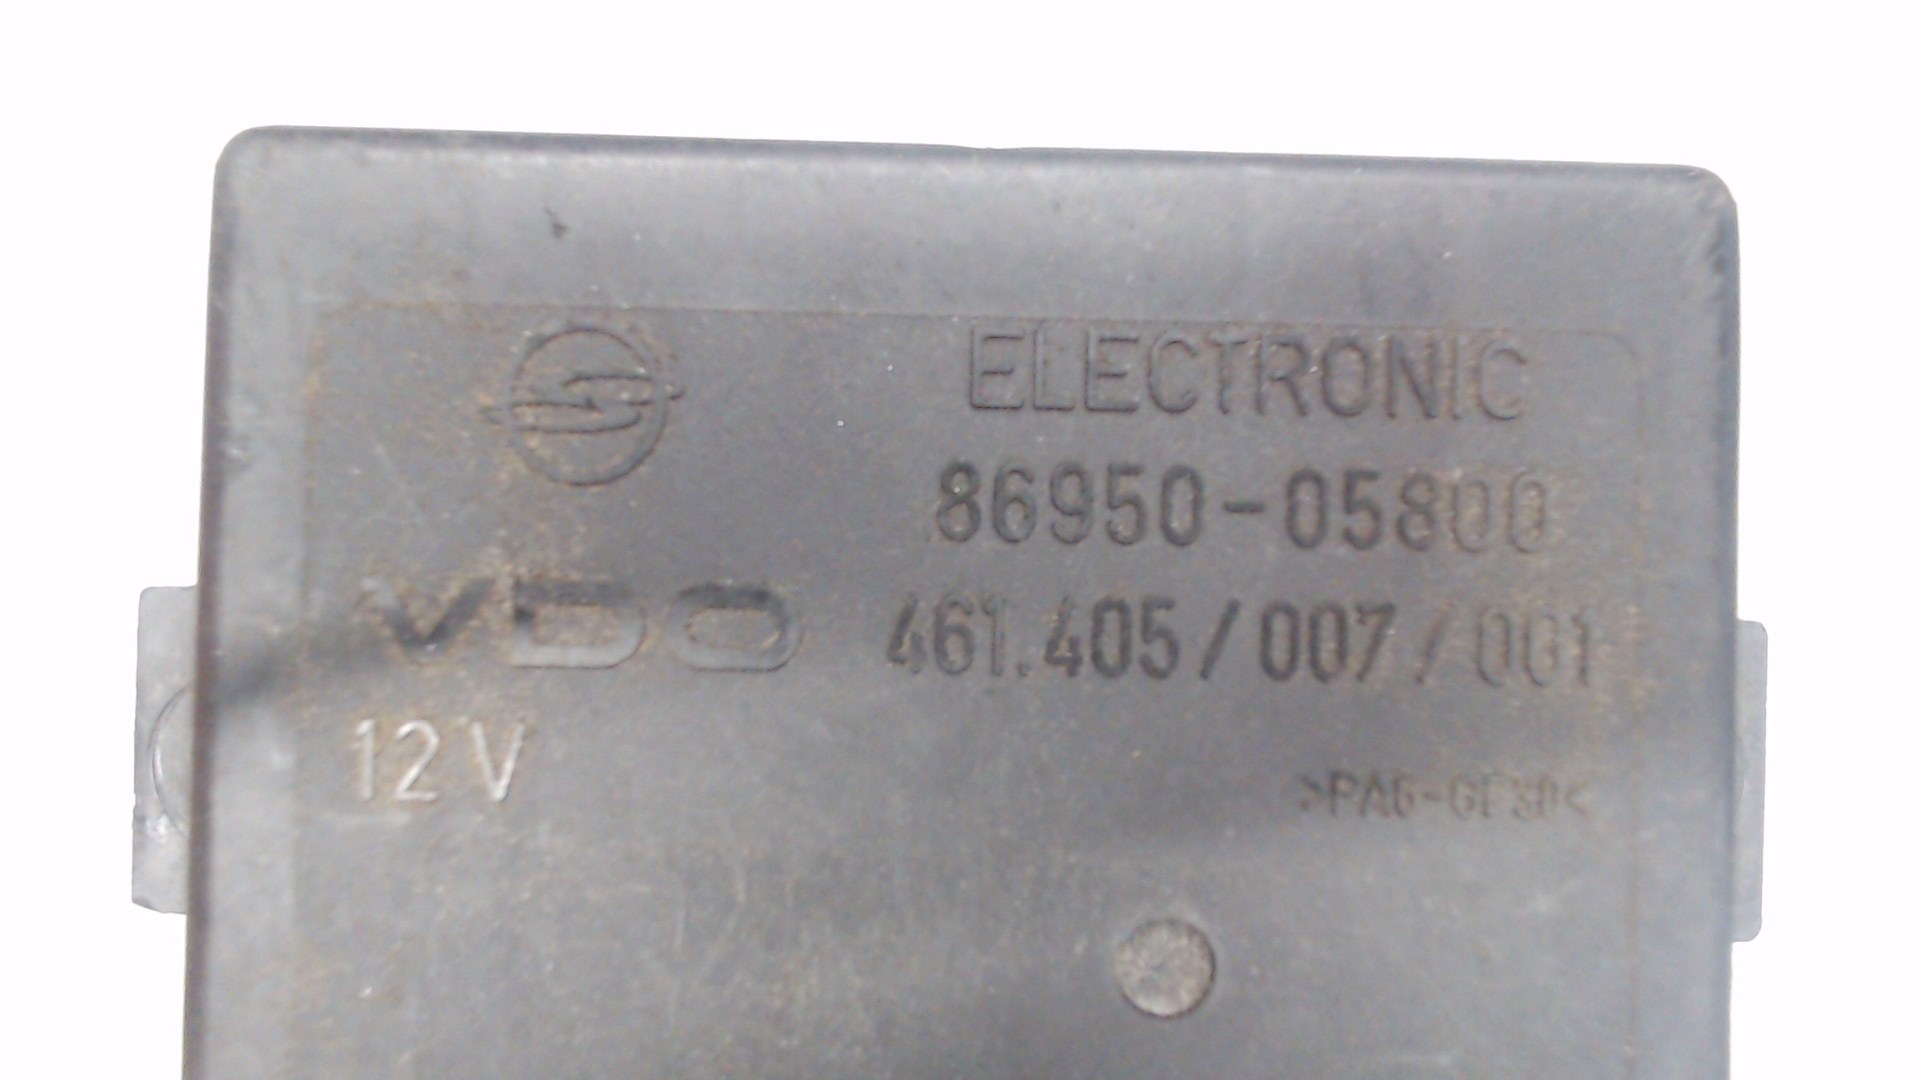 ELECTRONIC
86950-05800
VDO 461.405/007/001
12V
>PA6-GF30<